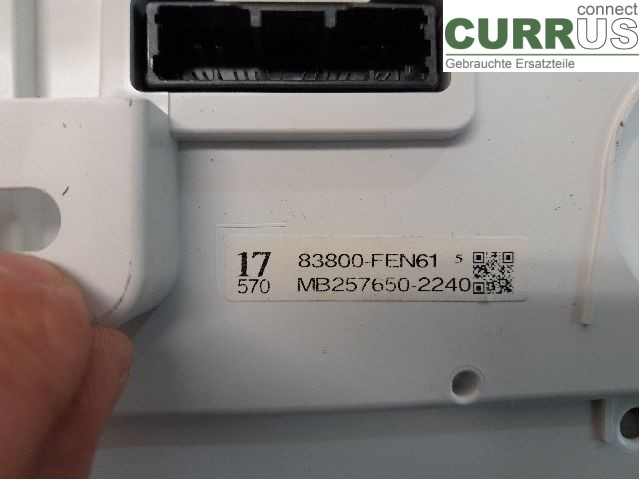 connect
CURRUS
Gebrauchte Ersatzteile
17 83800-FEN61 5
570 MB257650-2240